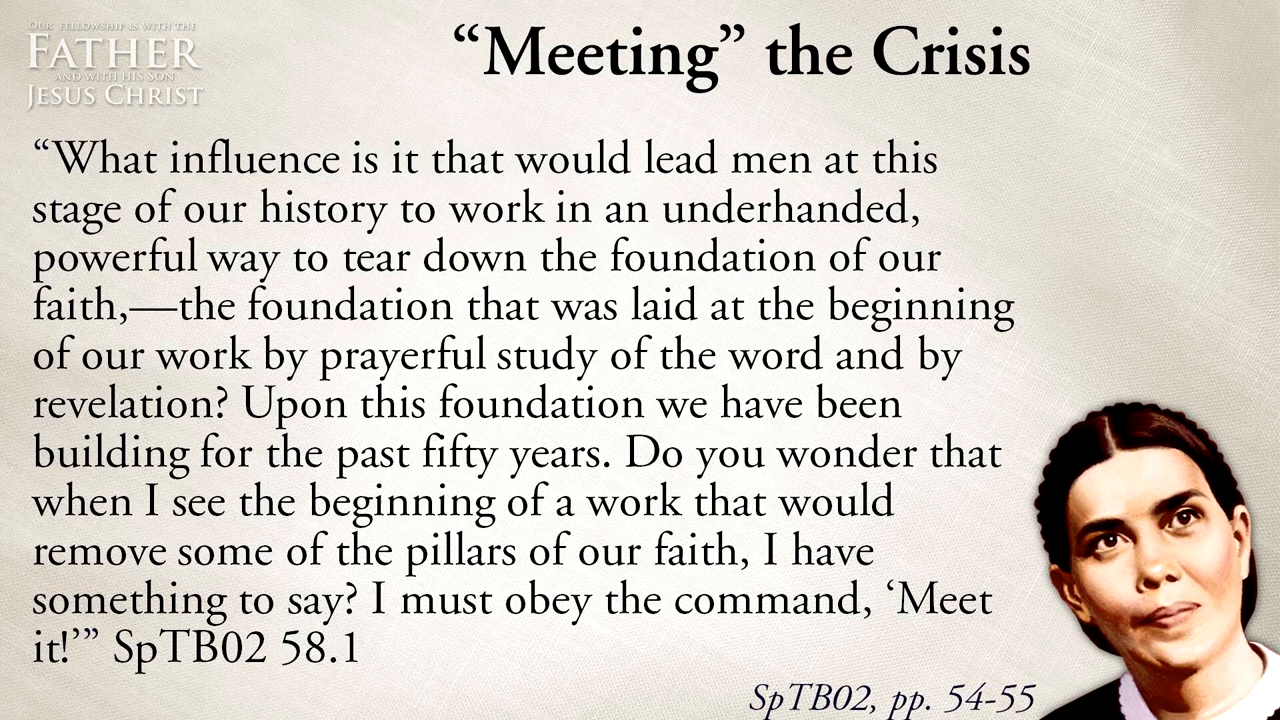 OUR FELLOWSHIP IS WITH THE
FATHER
AND WITH HIS SON
JESUS CHRIST
“Meeting” the Crisis
“What influence is it that would lead men at this
stage of our history to work in an underhanded,
powerful way to tear down the foundation of our
faith,—the foundation that was laid at the beginning
of our work by prayerful study of the word and by
revelation? Upon this foundation we have been
building for the past fifty years. Do you wonder that
when I see the beginning of a work that would
remove some of the pillars of our faith, I have
something to say? I must obey the command, ‘Meet
it!’” SpTB02 58.1
SpTB02, pp. 54-55